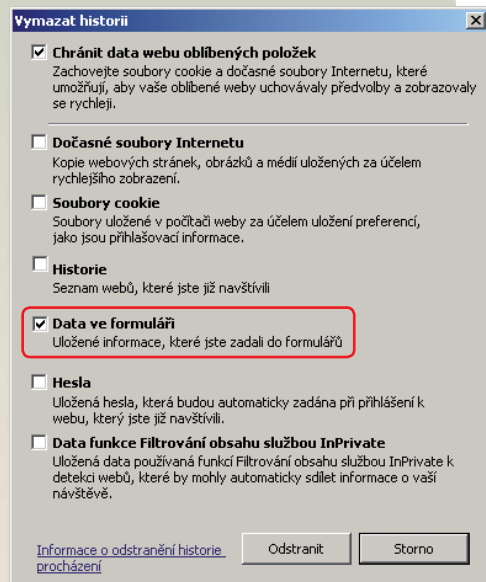 Vymazat historii
Chránit data webu oblíbených položek
Zachovejte soubory cookie a dočasné soubory Internetu, které
umožňují, aby vaše oblíbené weby uchovávaly předvolby a zobrazovaly
se rychleji.
Dočasné soubory Internetu
Kopie webových stránek, obrázků a médií uložených za účelem
rychlejšího zobrazení.
Soubory cookie
Soubory uložené v počítači weby za účelem uložení preferencí,
jako jsou přihlašovací informace.
Historie
Seznam webů, které jste již navštívili
Data ve formuláři
Uložené informace, které jste zadali do formulářů
Hesla
Uložená hesla, která budou automaticky zadána při přihlášení k
webu, který jste již navštívili.
Data funkce Filtrování obsahu službou InPrivate
Uložená data používaná funkcí Filtrování obsahu službou InPrivate k
detekci webů, které by mohly automaticky sdílet informace o vaší
návštěvě.
Informace o odstranění historie
procházení
Odstranit
Storno